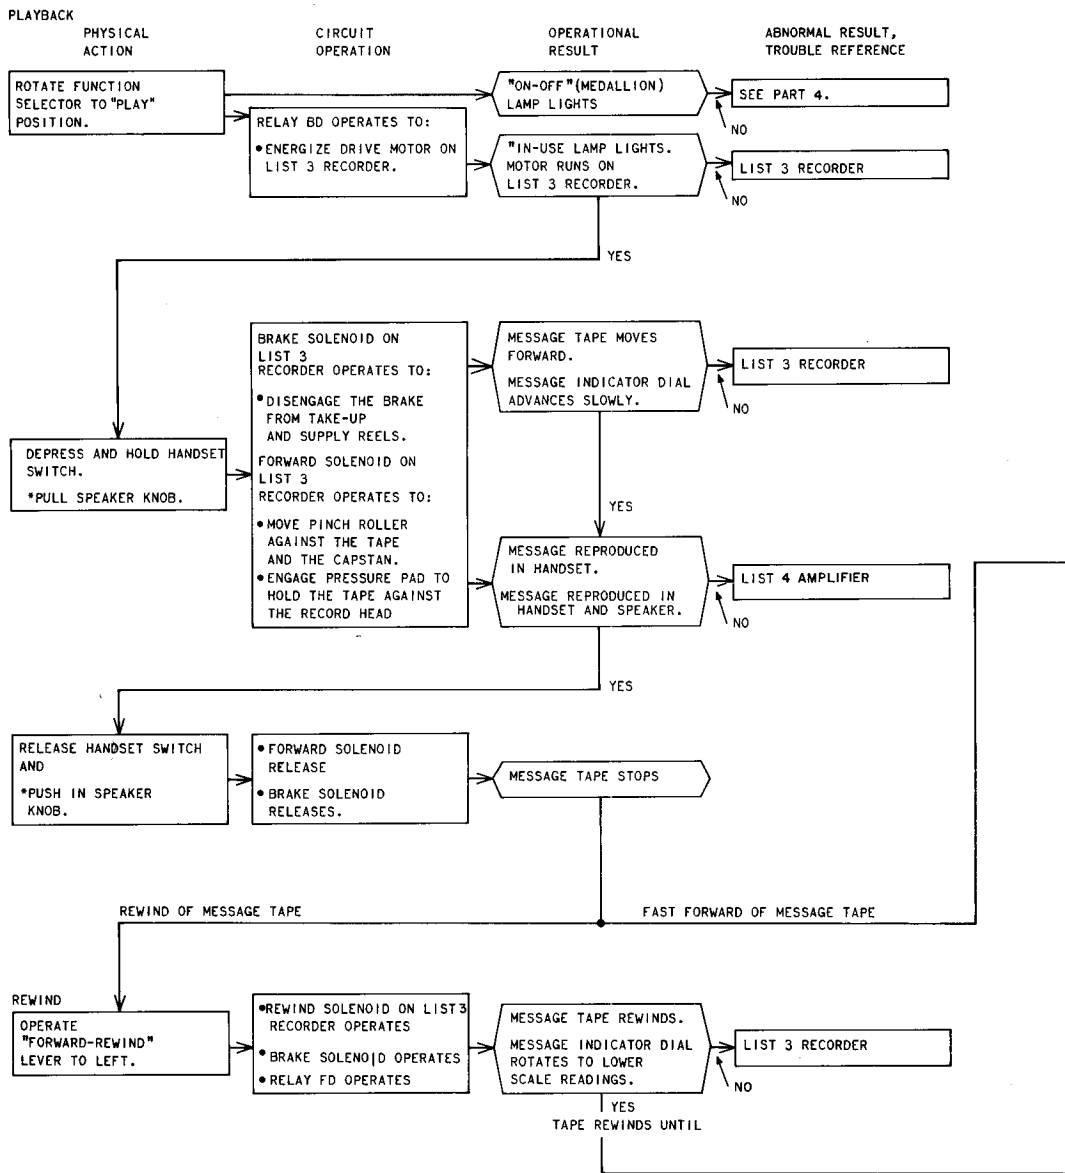 PLAYBACK
PHYSICAL
ACTION
CIRCUIT
OPERATION
OPERATIONAL
RESULT
ABNORMAL RESULT,
TROUBLE REFERENCE
ROTATE FUNCTION
SELECTOR TO "PLAY"
POSITION.
"ON-OFF"(MEDALLION)
LAMP LIGHTS
SEE PART 4.
NO
RELAY BD OPERATES TO:
•ENERGIZE DRIVE MOTOR ON
LIST 3 RECORDER.
"IN-USE LAMP LIGHTS.
MOTOR RUNS ON
LIST 3 RECORDER.
LIST 3 RECORDER
NO
YES
DEPRESS AND HOLD HANDSET
SWITCH.
*PULL SPEAKER KNOB.
BRAKE SOLENOID ON
LIST 3
RECORDER OPERATES TO:
•DISENGAGE THE BRAKE
FROM TAKE-UP
AND SUPPLY REELS.
FORWARD SOLENOID ON
LIST 3
RECORDER OPERATES TO:
•MOVE PINCH ROLLER
AGAINST THE TAPE
AND THE CAPSTAN.
•ENGAGE PRESSURE PAD TO
HOLD THE TAPE AGAINST
THE RECORD HEAD
MESSAGE TAPE MOVES
FORWARD.
MESSAGE INDICATOR DIAL
ADVANCES SLOWLY.
LIST 3 RECORDER
NO
YES
MESSAGE REPRODUCED
IN HANDSET.
MESSAGE REPRODUCED IN
HANDSET AND SPEAKER.
LIST 4 AMPLIFIER
NO
YES
RELEASE HANDSET SWITCH
AND
*PUSH IN SPEAKER
KNOB.
•FORWARD SOLENOID
RELEASE
•BRAKE SOLENOID
RELEASES.
MESSAGE TAPE STOPS
REWIND OF MESSAGE TAPE
FAST FORWARD OF MESSAGE TAPE
REWIND
OPERATE
"FORWARD-REWIND"
LEVER TO LEFT.
•REWIND SOLENOID ON LIST 3
RECORDER OPERATES
•BRAKE SOLENOID OPERATES
•RELAY FD OPERATES
MESSAGE TAPE REWINDS.
MESSAGE INDICATOR DIAL
ROTATES TO LOWER
SCALE READINGS.
LIST 3 RECORDER
NO
YES
TAPE REWINDS UNTIL